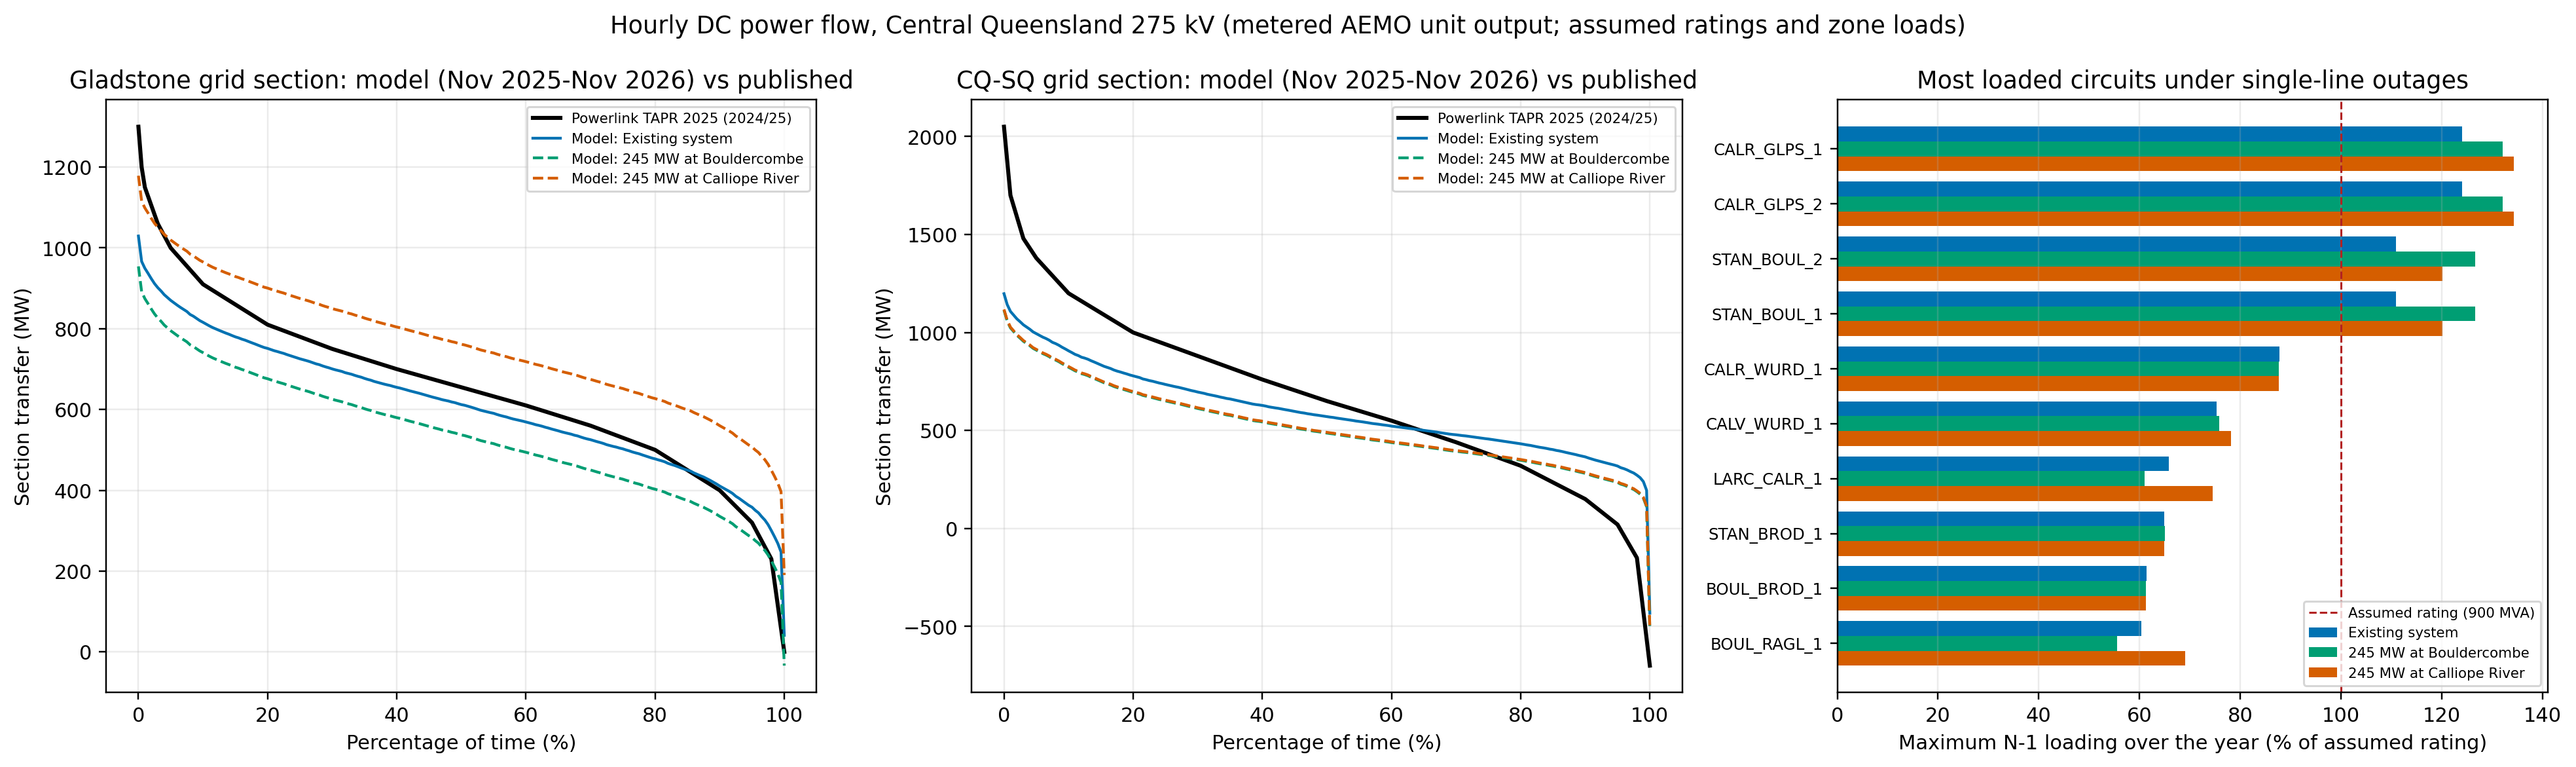 Hourly DC power flow, Central Queensland 275 kV (metered AEMO unit output; assumed ratings and zone loads)
Gladstone grid section: model (Nov 2025-Nov 2026) vs published
Powerlink TAPR 2025 (2024/25)
Model: Existing system
Model: 245 MW at Bouldercombe
Model: 245 MW at Calliope River
Section transfer (MW)
1200
1000
800
600
400
200
0
0
20
40
60
80
100
Percentage of time (%)
CQ-SQ grid section: model (Nov 2025-Nov 2026) vs published
Powerlink TAPR 2025 (2024/25)
Model: Existing system
Model: 245 MW at Bouldercombe
Model: 245 MW at Calliope River
Section transfer (MW)
2000
1500
1000
500
0
−500
0
20
40
60
80
100
Percentage of time (%)
Most loaded circuits under single-line outages
CALR_GLPS_1
CALR_GLPS_2
STAN_BOUL_2
STAN_BOUL_1
CALR_WURD_1
CALV_WURD_1
LARC_CALR_1
STAN_BROD_1
BOUL_BROD_1
BOUL_RAGL_1
Assumed rating (900 MVA)
Existing system
245 MW at Bouldercombe
245 MW at Calliope River
0
20
40
60
80
100
120
140
Maximum N-1 loading over the year (% of assumed rating)